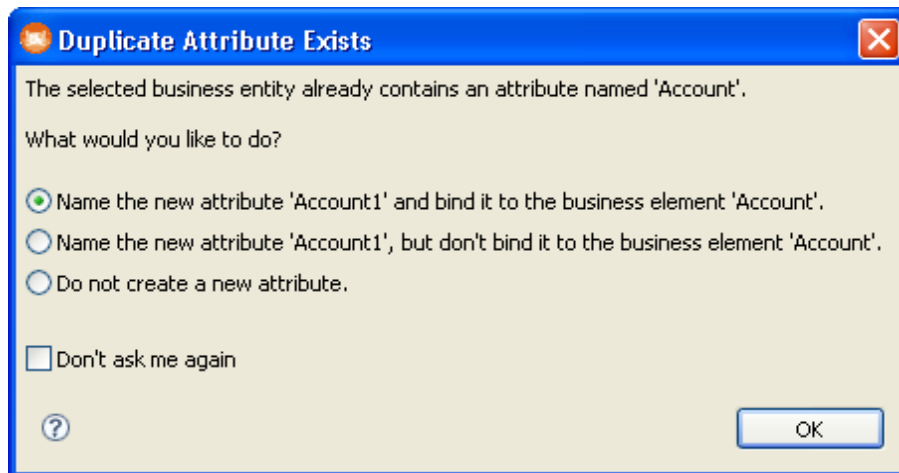 Duplicate Attribute Exists
The selected business entity already contains an attribute named 'Account'.
What would you like to do?
Name the new attribute 'Account1' and bind it to the business element 'Account'.
Name the new attribute 'Account1', but don't bind it to the business element 'Account'.
Do not create a new attribute.
Don't ask me again
?
OK